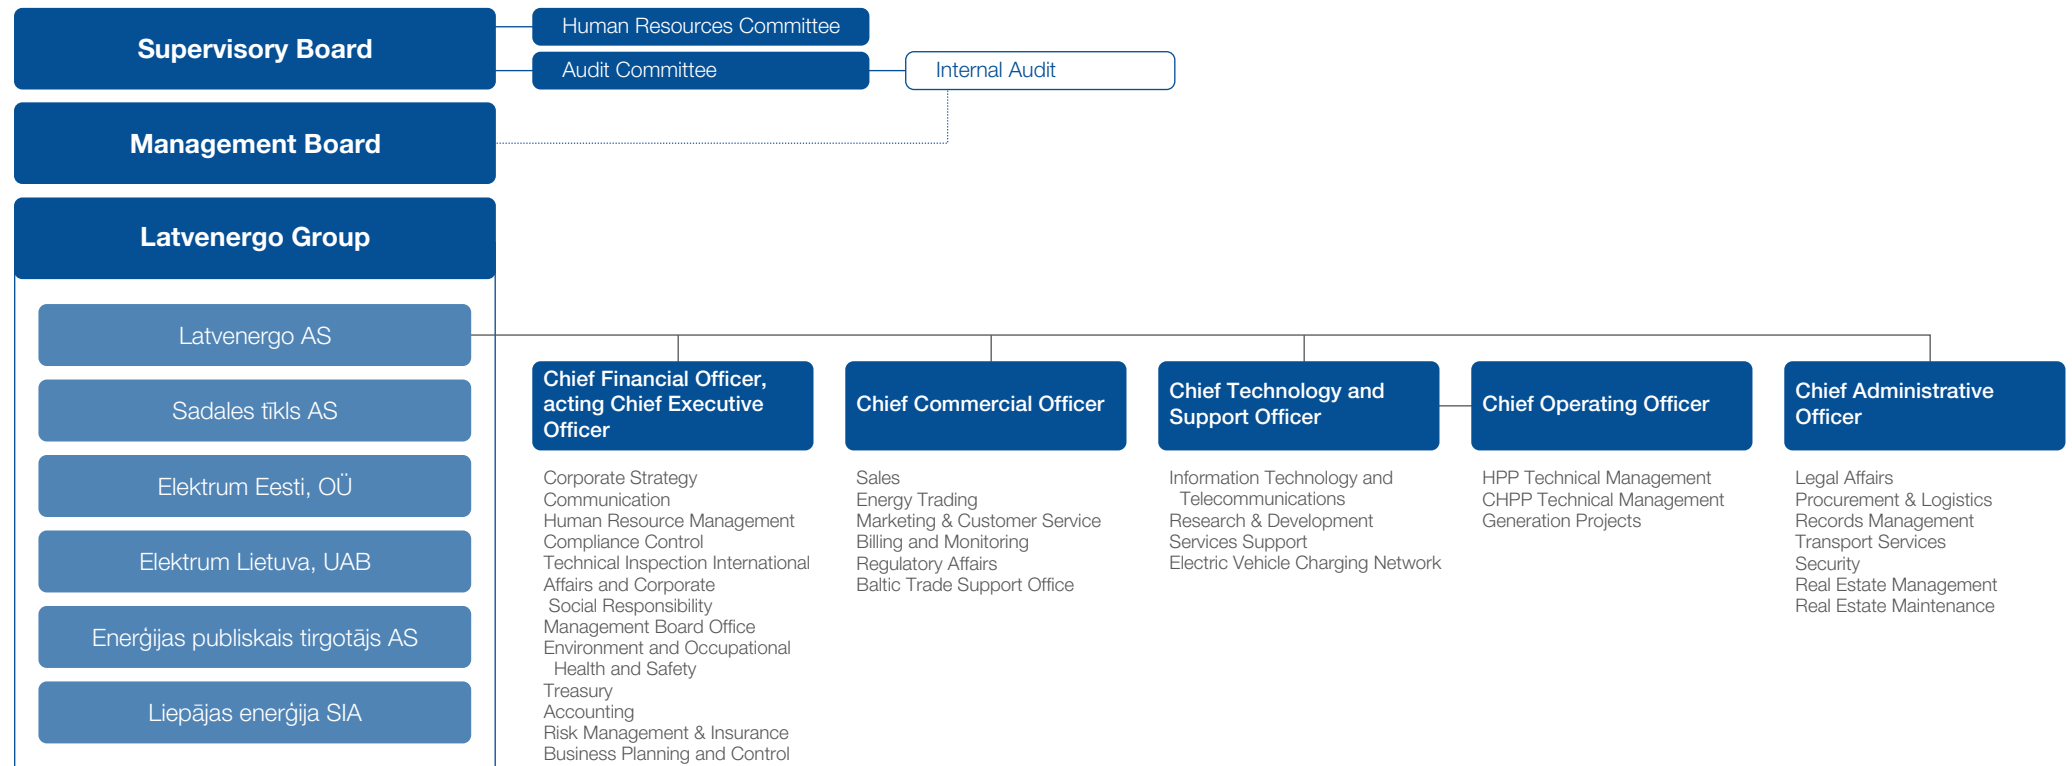 Supervisory Board
Human Resources Committee
Audit Committee
Internal Audit
Management Board
Latvenergo Group
Latvenergo AS
Sadales tīkls AS
Elektrum Eesti, OÜ
Elektrum Lietuva, UAB
Enerģijas publiskais tirgotājs AS
Liepājas enerģija SIA
Chief Financial Officer,
acting Chief Executive
Officer
Corporate Strategy
Communication
Human Resource Management
Compliance Control
Technical Inspection International
Affairs and Corporate
Social Responsibility
Management Board Office
Environment and Occupational
Health and Safety
Treasury
Accounting
Risk Management & Insurance
Business Planning and Control
Chief Commercial Officer
Sales
Energy Trading
Marketing & Customer Service
Billing and Monitoring
Regulatory Affairs
Baltic Trade Support Office
Chief Technology and
Support Officer
Information Technology and
Telecommunications
Research & Development
Services Support
Electric Vehicle Charging Network
Chief Operating Officer
HPP Technical Management
CHPP Technical Management
Generation Projects
Chief Administrative
Officer
Legal Affairs
Procurement & Logistics
Records Management
Transport Services
Security
Real Estate Management
Real Estate Maintenance